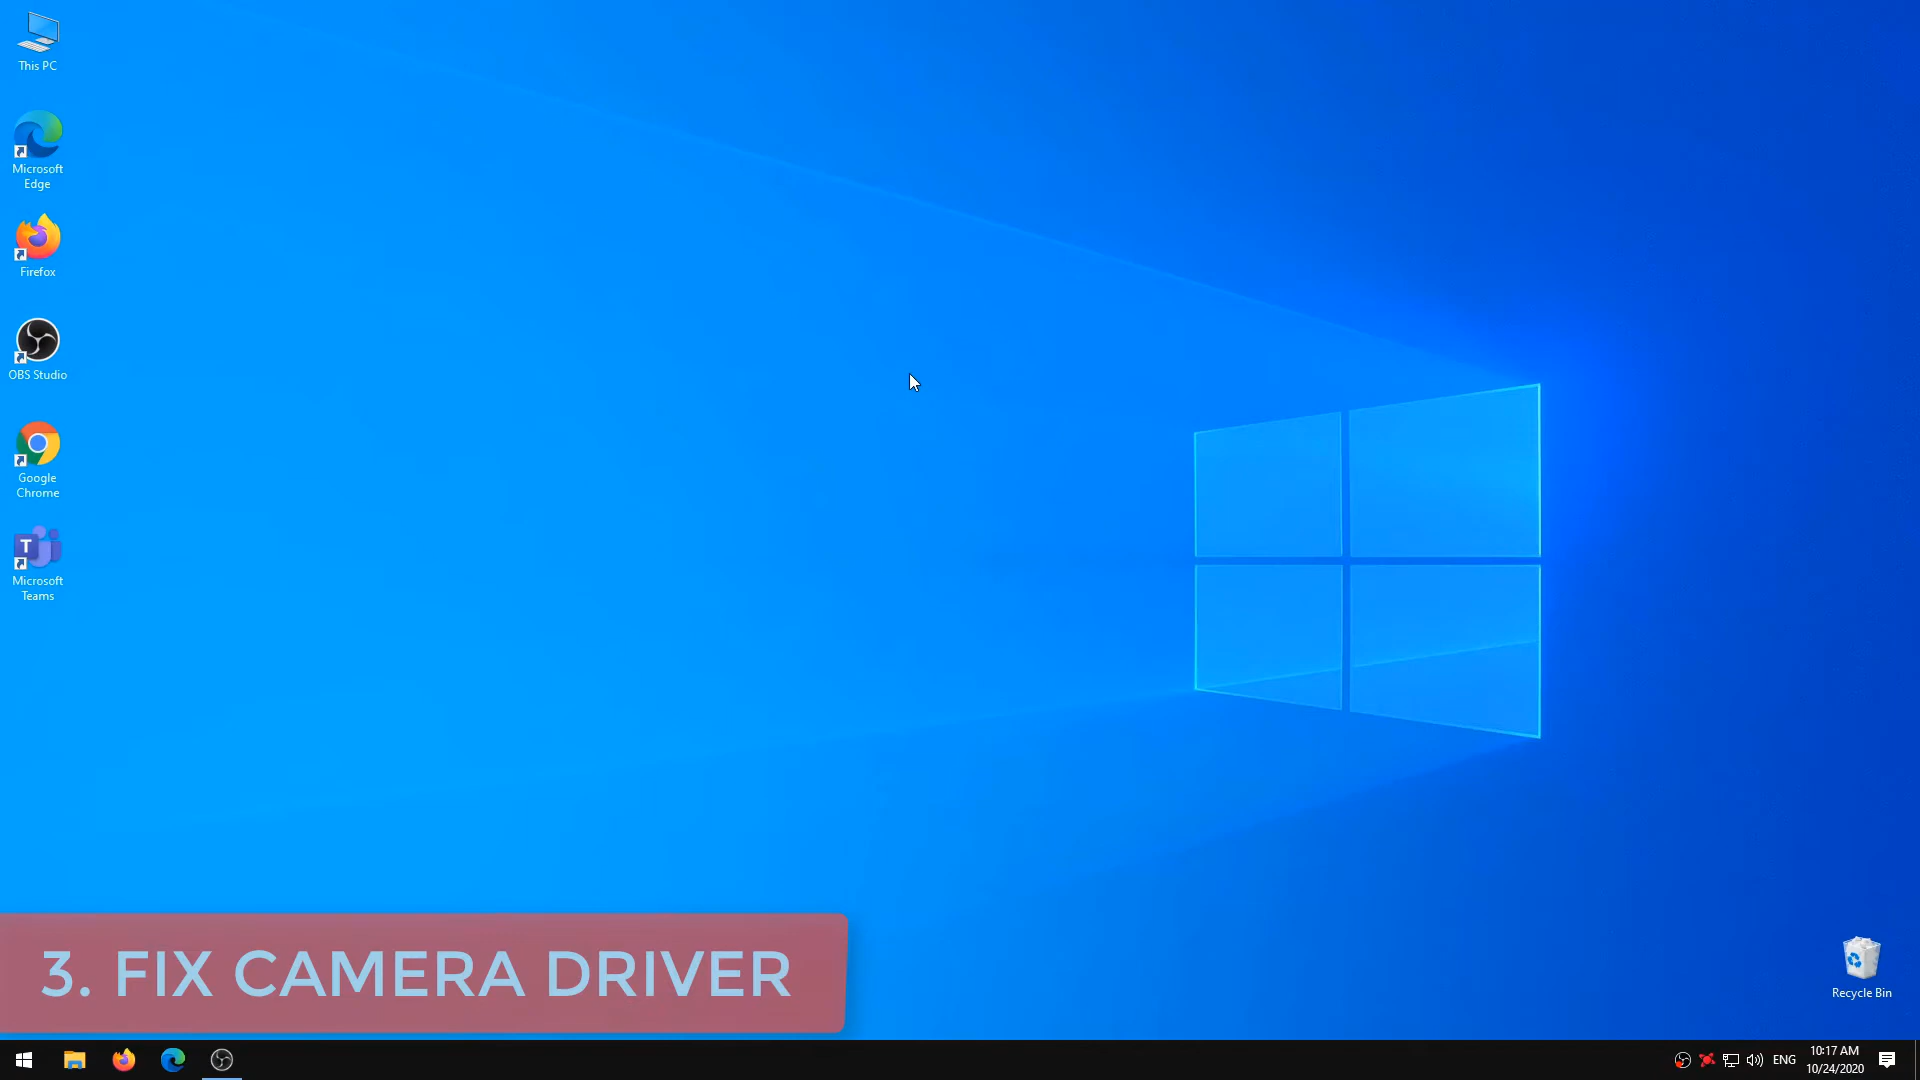 This PC
Microsoft
Edge
Firefox
OBS Studio
Google
Chrome
T
Microsoft
Teams
3. FIX CAMERA DRIVER
Recycle Bin
ENG
10:17 AM
10/24/2020